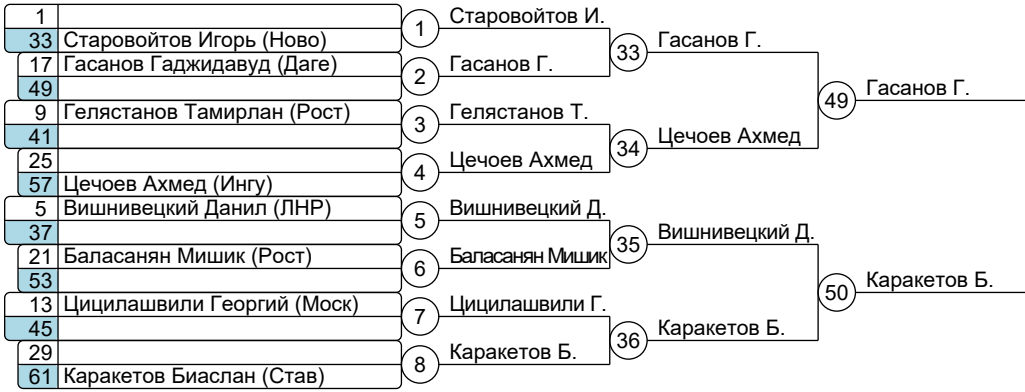 1
33 Старовойтов Игорь (Ново)
17 Гасанов Гаджидавуд (Даге)
49
9 Гелястанов Тамирлан (Рост)
41
25
57 Цечоев Ахмед (Ингу)
5 Вишнивецкий Данил (ЛНР)
37
21 Баласанян Мишик (Рост)
53
13 Цицилашвили Георгий (Моск)
45
29
61 Каракетов Биаслан (Став)
1 Старовойтов И.
2 Гасанов Г.
3 Гелястанов Т.
4 Цечоев Ахмед
5 Вишнивецкий Д.
6 Баласанян Мишик
7 Цицилашвили Г.
8 Каракетов Б.
33 Гасанов Г.
34 Цечоев Ахмед
35 Вишнивецкий Д.
36 Каракетов Б.
49 Гасанов Г.
50 Каракетов Б.